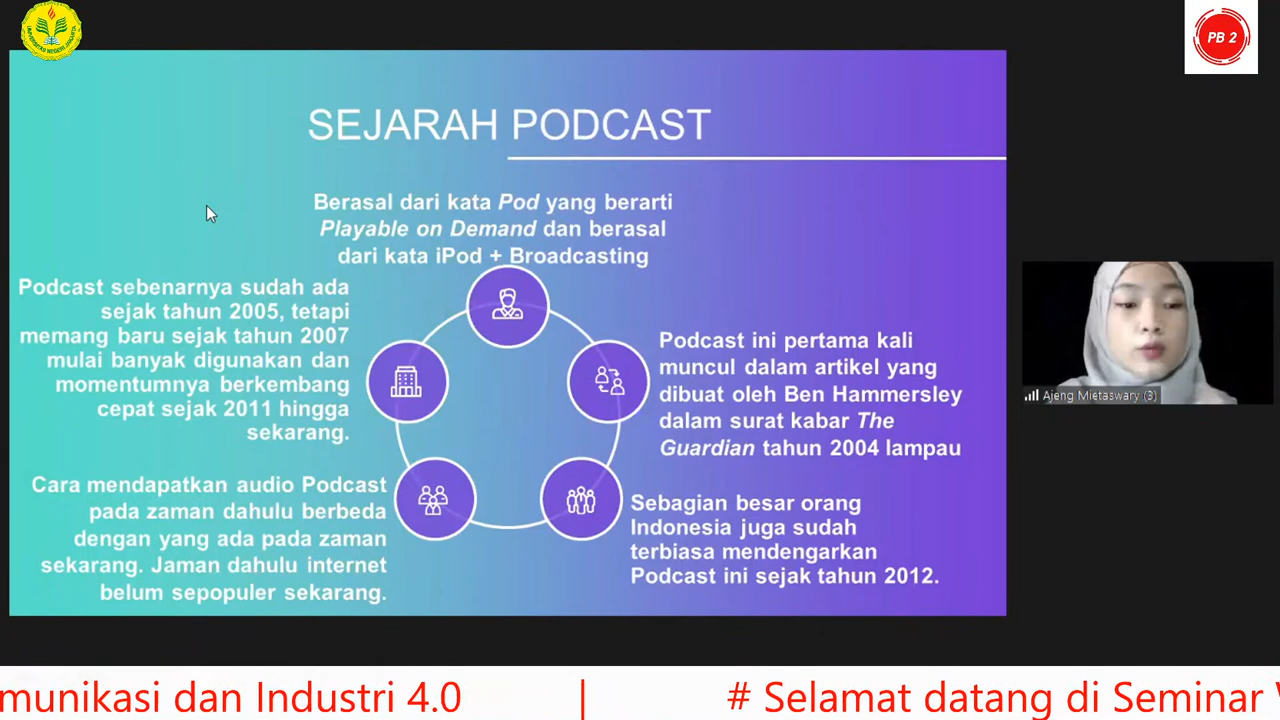 UNIVERSITAS NEGERI JAKARTA
PB 2
SEJARAH PODCAST
Berasal dari kata Pod yang berarti
Playable on Demand dan berasal
dari kata iPod + Broadcasting
Podcast sebenarnya sudah ada
sejak tahun 2005, tetapi
memang baru sejak tahun 2007
mulai banyak digunakan dan
momentumnya berkembang
cepat sejak 2011 hingga
sekarang.
Podcast ini pertama kali
muncul dalam artikel yang
dibuat oleh Ben Hammersley
dalam surat kabar The
Guardian tahun 2004 lampau
Cara mendapatkan audio Podcast
pada zaman dahulu berbeda
dengan yang ada pada zaman
sekarang. Jaman dahulu internet
belum sepopuler sekarang.
Sebagian besar orang
Indonesia juga sudah
terbiasa mendengarkan
Podcast ini sejak tahun 2012.
Ajeng Mietaswary (3)
munikasi dan Industri 4.0 | # Selamat datang di Seminar